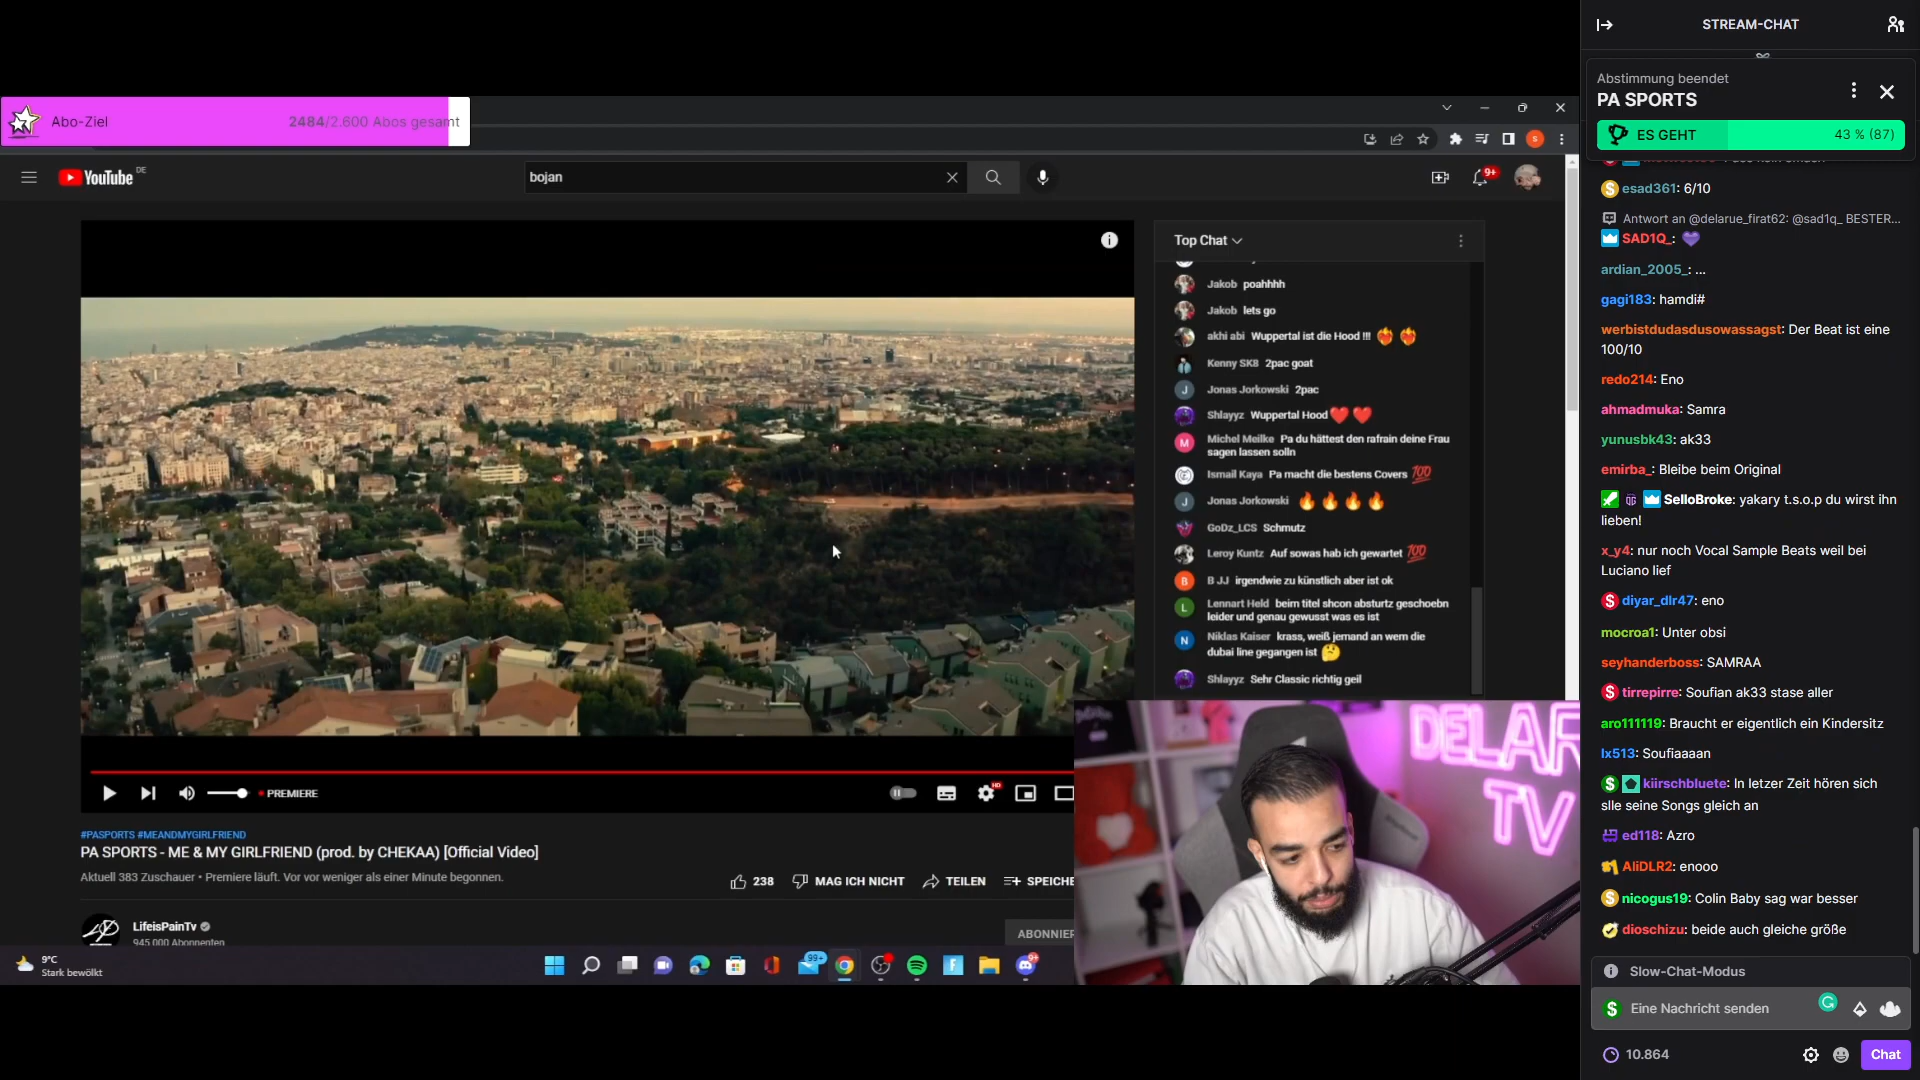 STREAM-CHAT
Abstimmung beendet
PA SPORTS
ES GEHT 43 % (87)
esad361: 6/10
Antwort an @delarue_firat62: @sad1q_ BESTER...
SAD1Q_:
ardian_2005_: ...
gagi183: hamdi#
werbistdudasdusowassagst: Der Beat ist eine
100/10
redo214: Eno
ahmadmuka: Samra
yunusbk43: ak33
emirba_: Bleibe beim Original
SelloBroke: yakary t.s.o.p du wirst ihn
lieben!
x_y4: nur noch Vocal Sample Beats weil bei
Luciano lief
diyar_dlr47: eno
mocroa1: Unter obsi
seyhanderboss: SAMRAA
tirrepirre: Soufian ak33 stase aller
aro111119: Braucht er eigentlich ein Kindersitz
lx513: Soufiaaaan
kiirschbluete: In letzer Zeit hören sich
slle seine Songs gleich an
ed118: Azro
AliDLR2: enooo
nicogus19: Colin Baby sag war besser
dioschizu: beide auch gleiche größe
Slow-Chat-Modus
Eine Nachricht senden
10.864
Chat
Abo-Ziel 2484/2.600 Abos gesamt
YouTube DE
bojan
9+
Top Chat
Jakob poahhhh
Jakob lets go
akhi abi Wuppertal ist die Hood !!!
Kenny SK8 2pac goat
Jonas Jorkowski 2pac
Shlayyz Wuppertal Hood
Michel Meilke Pa du hättest den rafrain deine Frau
sagen lassen solln
Ismail Kaya Pa macht die bestens Covers 100
Jonas Jorkowski
GoDz_LCS Schmutz
Leroy Kuntz Auf sowas hab ich gewartet 100
B JJ irgendwie zu künstlich aber ist ok
Lennart Held beim titel shcon absturtz geschoebn
leider und genau gewusst was es ist
Niklas Kaiser krass, weiß jemand an wem die
dubai line gegangen ist
Shlayyz Sehr Classic richtig geil
PREMIERE
HD
#PASPORTS #MEANDMYGIRLFRIEND
PA SPORTS - ME & MY GIRLFRIEND (prod. by CHEKAA) [Official Video]
Aktuell 383 Zuschauer • Premiere läuft. Vor vor weniger als einer Minute begonnen.
238 MAG ICH NICHT TEILEN SPEICHE
LifeisPainTv
945.000 Abonnenten
ABONNIER
DELAR
TV
9°C
Stark bewölkt
99+
9+